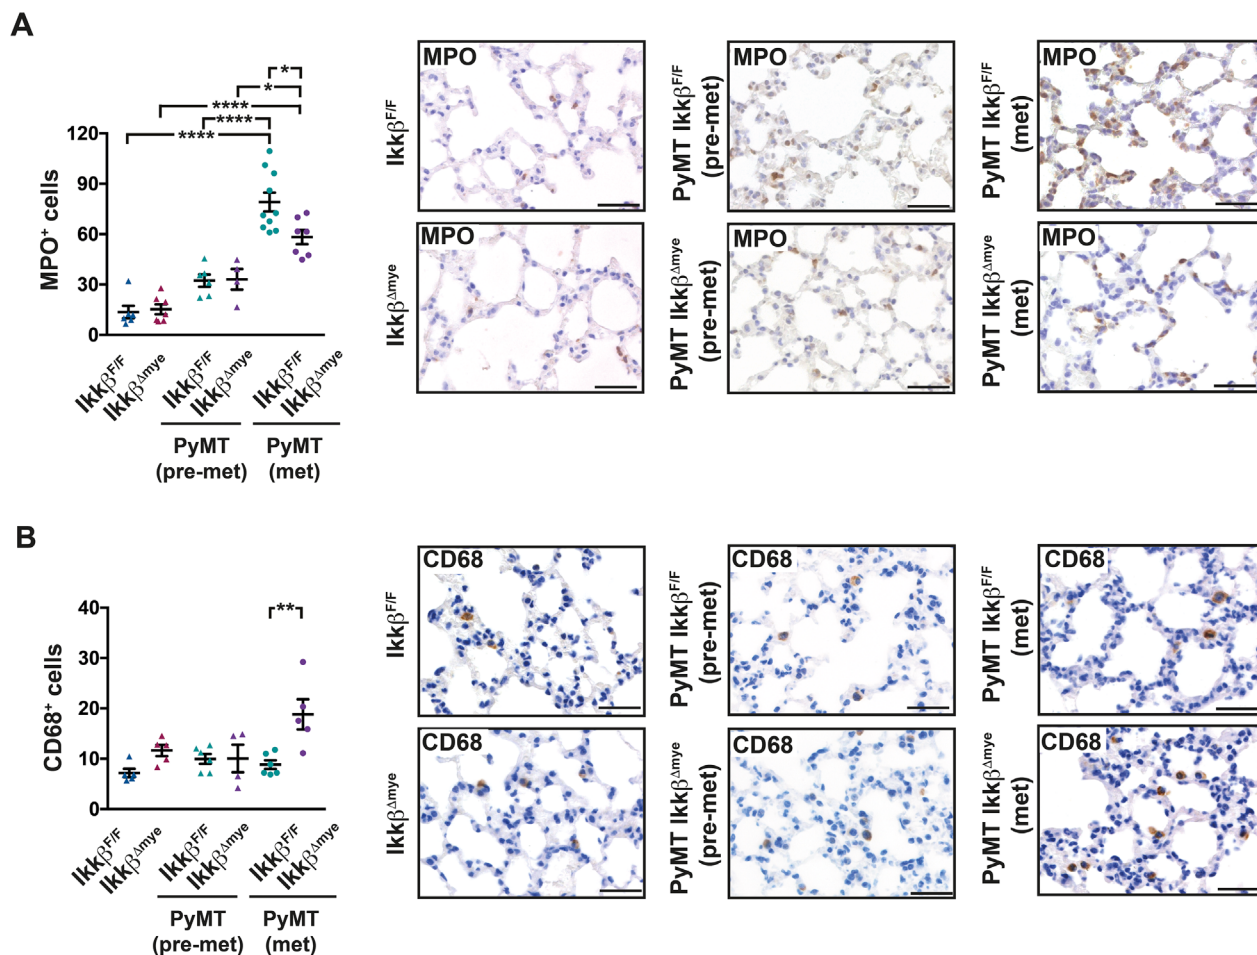 A
*
*
****
****
****
120
90
60
30
0
MPO⁺ cells
Ikkβ^F/F
Ikkβ^Δmye
Ikkβ^F/F
Ikkβ^Δmye
Ikkβ^F/F
Ikkβ^Δmye
PyMT
(pre-met)
PyMT
(met)
Ikkβ^F/F
MPO
PyMT Ikkβ^F/F
(pre-met)
MPO
PyMT Ikkβ^F/F
(met)
MPO
Ikkβ^Δmye
MPO
PyMT Ikkβ^Δmye
(pre-met)
MPO
PyMT Ikkβ^Δmye
(met)
MPO
B
**
40
30
20
10
0
CD68⁺ cells
Ikkβ^F/F
Ikkβ^Δmye
Ikkβ^F/F
Ikkβ^Δmye
Ikkβ^F/F
Ikkβ^Δmye
PyMT
(pre-met)
PyMT
(met)
Ikkβ^F/F
CD68
PyMT Ikkβ^F/F
(pre-met)
CD68
PyMT Ikkβ^F/F
(met)
CD68
Ikkβ^Δmye
CD68
PyMT Ikkβ^Δmye
(pre-met)
CD68
PyMT Ikkβ^Δmye
(met)
CD68